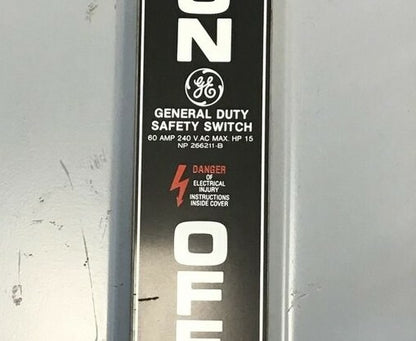 ON
GE
GENERAL DUTY
SAFETY SWITCH
60 AMP 240 V.AC MAX. HP 15
NP 266211-B
DANGER
OF
ELECTRICAL
INJURY
INSTRUCTIONS
INSIDE COVER
OFF